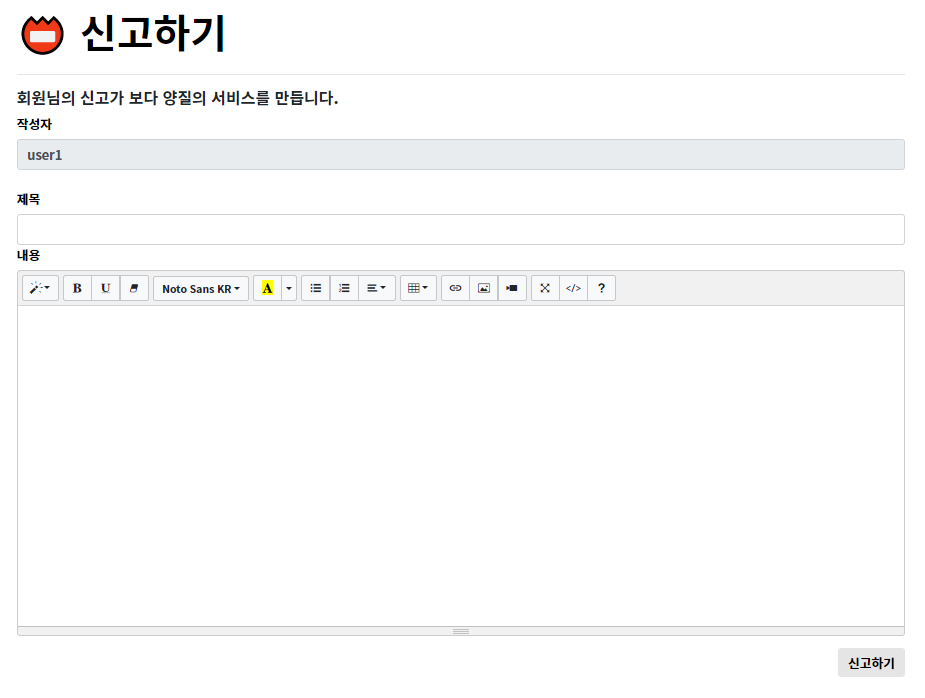 신고하기
회원님의 신고가 보다 양질의 서비스를 만듭니다.
작성자
user1
제목
내용
B U Noto Sans KR A </> ?
신고하기